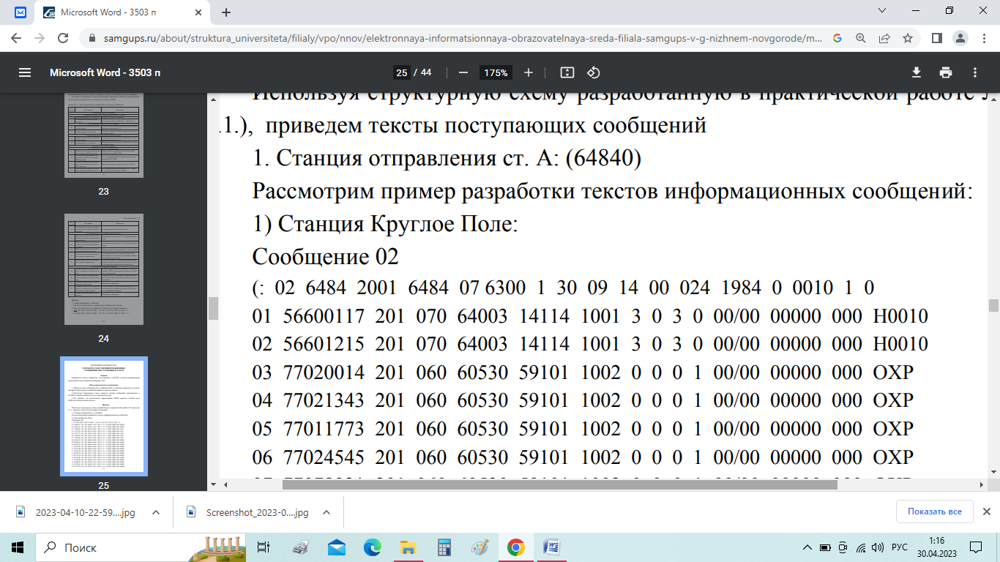 Microsoft Word - 3503 п
samgups.ru/about/struktura_universiteta/filialy/vpo/nnov/elektronnaya-informatsionnaya-obrazovatelnaya-sreda-filiala-samgups-v-g-nizhnem-novgorode/m...
Microsoft Word - 3503 п
25 / 44
175%
Используя структурную схему разработанную в практической работе
.1.), приведем тексты поступающих сообщений
1. Станция отправления ст. А: (64840)
Рассмотрим пример разработки текстов информационных сообщений:
1) Станция Круглое Поле:
Сообщение 02
(: 02 6484 2001 6484 07 6300 1 30 09 14 00 024 1984 0 0010 1 0
01 56600117 201 070 64003 14114 1001 3 0 3 0 00/00 00000 000 Н0010
02 56601215 201 070 64003 14114 1001 3 0 3 0 00/00 00000 000 Н0010
03 77020014 201 060 60530 59101 1002 0 0 0 1 00/00 00000 000 ОХР
04 77021343 201 060 60530 59101 1002 0 0 0 1 00/00 00000 000 ОХР
05 77011773 201 060 60530 59101 1002 0 0 0 1 00/00 00000 000 ОХР
06 77024545 201 060 60530 59101 1002 0 0 0 1 00/00 00000 000 ОХР
23
24
25
2023-04-10-22-59....jpg
Screenshot_2023-0....jpg
Показать все
Поиск
РУС
1:16
30.04.2023